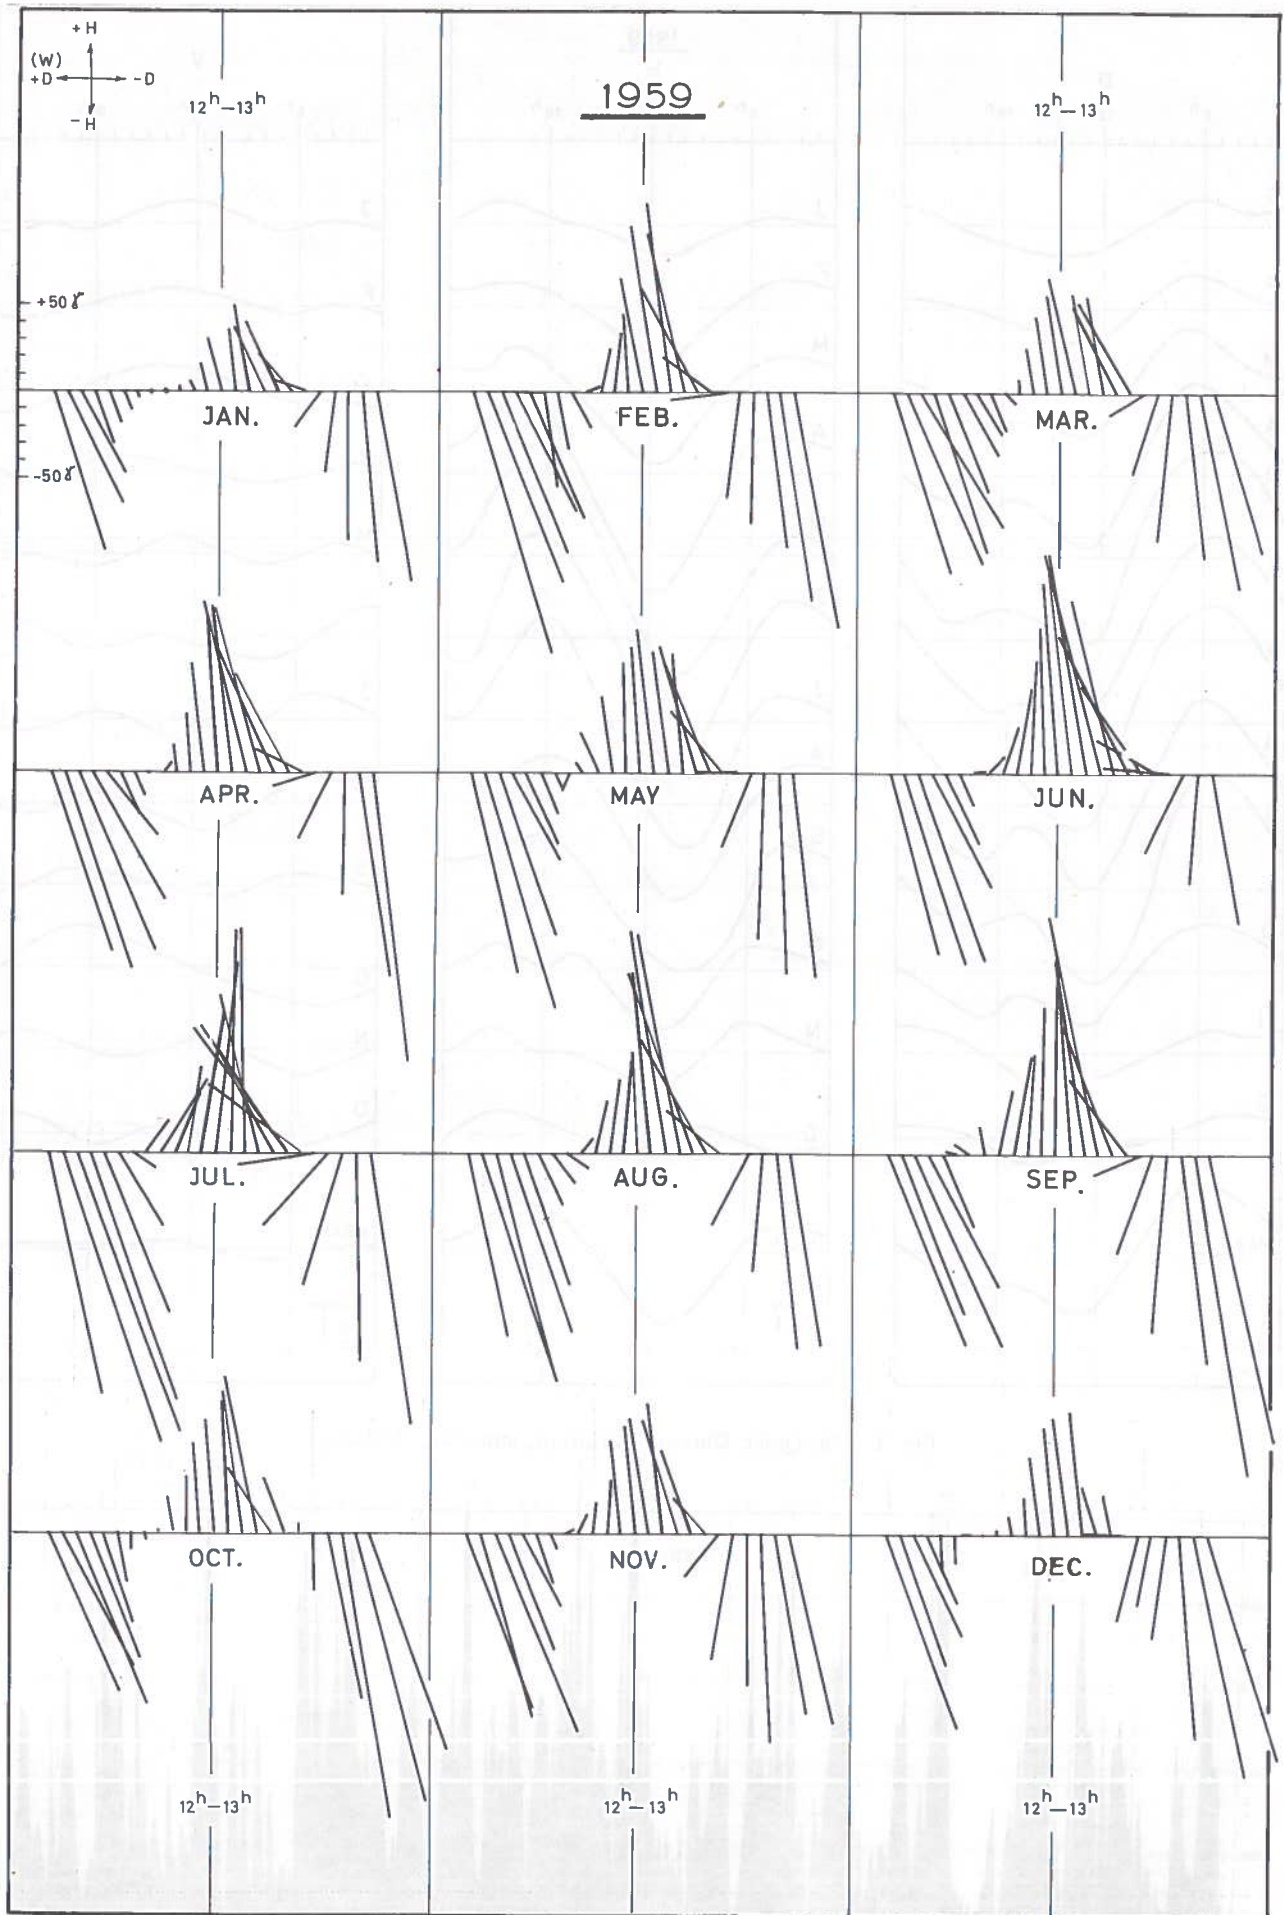 +H
(W)
+D -D
-H
12h—13h
1959
12h—13h
+50γ
-50γ
JAN.
FEB.
MAR.
APR.
MAY
JUN.
JUL.
AUG.
SEP.
OCT.
NOV.
DEC.
12h—13h
12h—13h
12h—13h